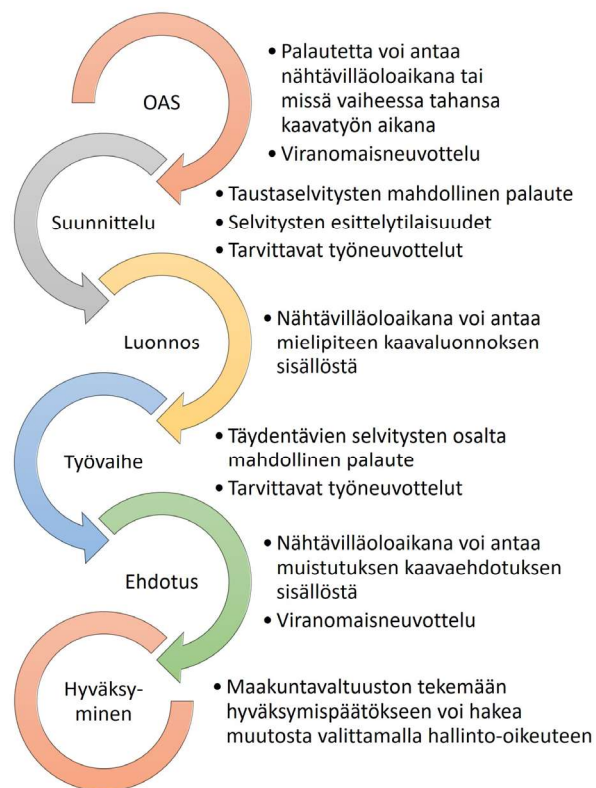 OAS
• Palautetta voi antaa
nähtävilläoloaikana tai
missä vaiheessa tahansa
kaavatyön aikana
• Viranomaisneuvottelu
Suunnittelu
• Taustaselvitysten mahdollinen palaute
• Selvitysten esittelytilaisuudet
• Tarvittavat työneuvottelut
Luonnos
• Nähtävilläoloaikana voi antaa
mielipiteen kaavaluonnoksen
sisällöstä
Työvaihe
• Täydentävien selvitysten osalta
mahdollinen palaute
• Tarvittavat työneuvottelut
Ehdotus
• Nähtävilläoloaikana voi antaa
muistutuksen kaavaehdotuksen
sisällöstä
• Viranomaisneuvottelu
Hyväksy-
minen
• Maakuntavaltuuston tekemään
hyväksymispäätökseen voi hakea
muutosta valittamalla hallinto-oikeuteen